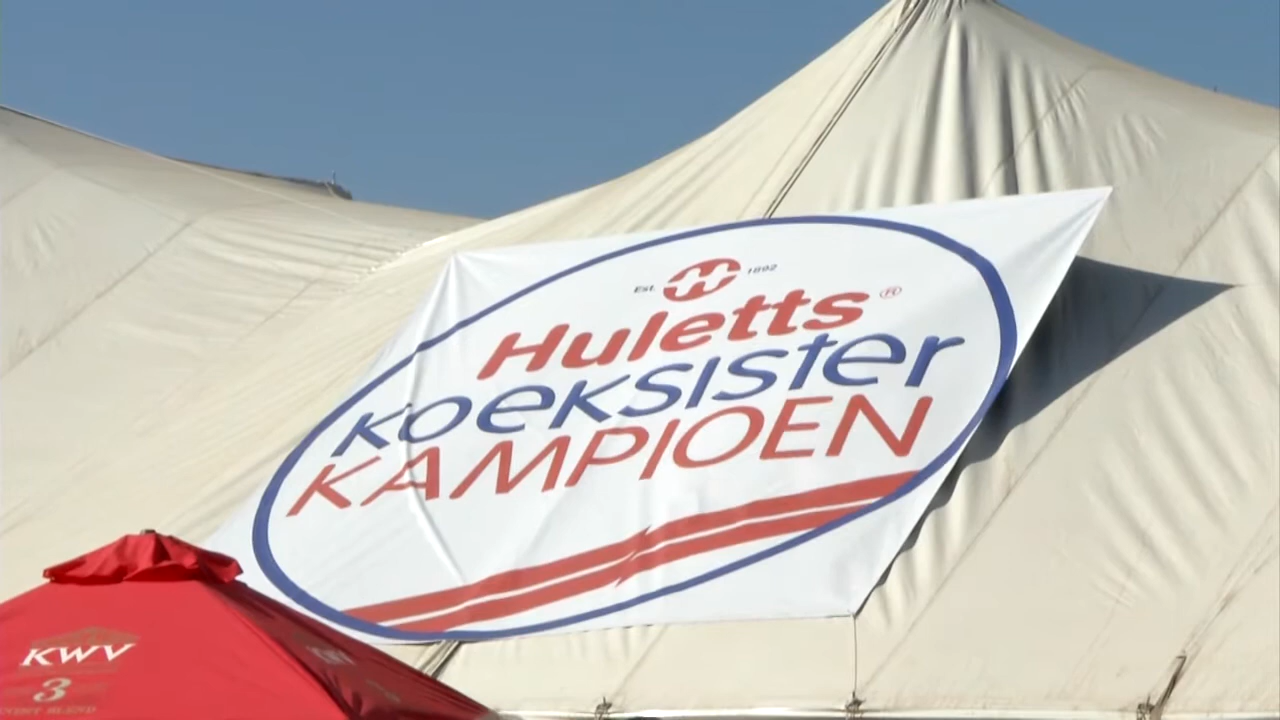 Est. 1892
Huletts ®
Koeksister
KAMPIOEN
KWV
3